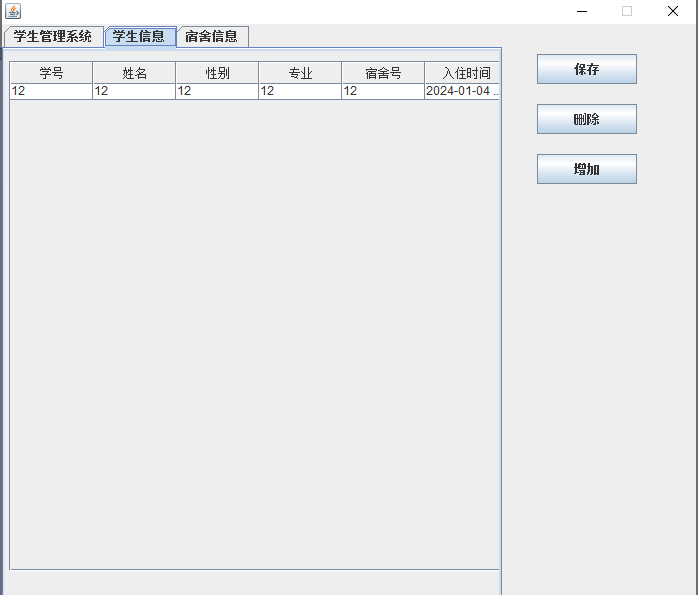 学生管理系统 学生信息 宿舍信息
学号 姓名 性别 专业 宿舍号 入住时间
12 12 12 12 12 2024-01-04 ..
保存
删除
增加